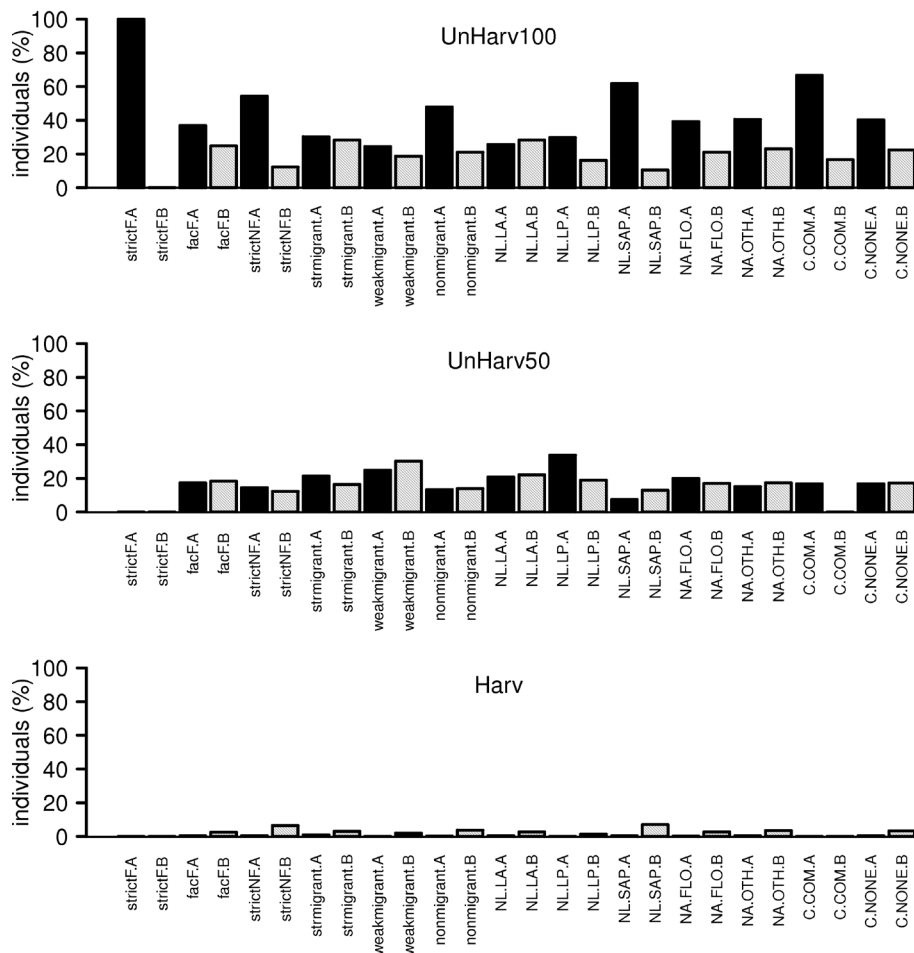 UnHarv100
individuals (%)
100
80
60
40
20
0
strictF.A
strictF.B
facF.A
facF.B
strictNF.A
strictNF.B
strmigrant.A
strmigrant.B
weakmigrant.A
weakmigrant.B
nonmigrant.A
nonmigrant.B
NL.LA.A
NL.LA.B
NL.LP.A
NL.LP.B
NL.SAP.A
NL.SAP.B
NA.FLO.A
NA.FLO.B
NA.OTH.A
NA.OTH.B
C.COM.A
C.COM.B
C.NONE.A
C.NONE.B
UnHarv50
individuals (%)
100
80
60
40
20
0
strictF.A
strictF.B
facF.A
facF.B
strictNF.A
strictNF.B
strmigrant.A
strmigrant.B
weakmigrant.A
weakmigrant.B
nonmigrant.A
nonmigrant.B
NL.LA.A
NL.LA.B
NL.LP.A
NL.LP.B
NL.SAP.A
NL.SAP.B
NA.FLO.A
NA.FLO.B
NA.OTH.A
NA.OTH.B
C.COM.A
C.COM.B
C.NONE.A
C.NONE.B
Harv
individuals (%)
100
80
60
40
20
0
strictF.A
strictF.B
facF.A
facF.B
strictNF.A
strictNF.B
strmigrant.A
strmigrant.B
weakmigrant.A
weakmigrant.B
nonmigrant.A
nonmigrant.B
NL.LA.A
NL.LA.B
NL.LP.A
NL.LP.B
NL.SAP.A
NL.SAP.B
NA.FLO.A
NA.FLO.B
NA.OTH.A
NA.OTH.B
C.COM.A
C.COM.B
C.NONE.A
C.NONE.B